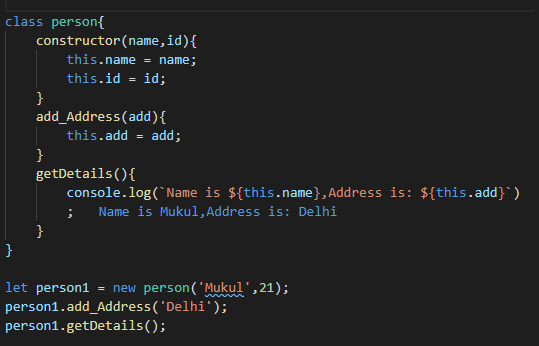 class person{
    constructor(name,id){
        this.name = name;
        this.id = id;
    }
    add_Address(add){
        this.add = add;
    }
    getDetails(){
        console.log(`Name is ${this.name},Address is: ${this.add}`)
        ;   Name is Mukul,Address is: Delhi
    }
}

let person1 = new person('Mukul',21);
person1.add_Address('Delhi');
person1.getDetails();